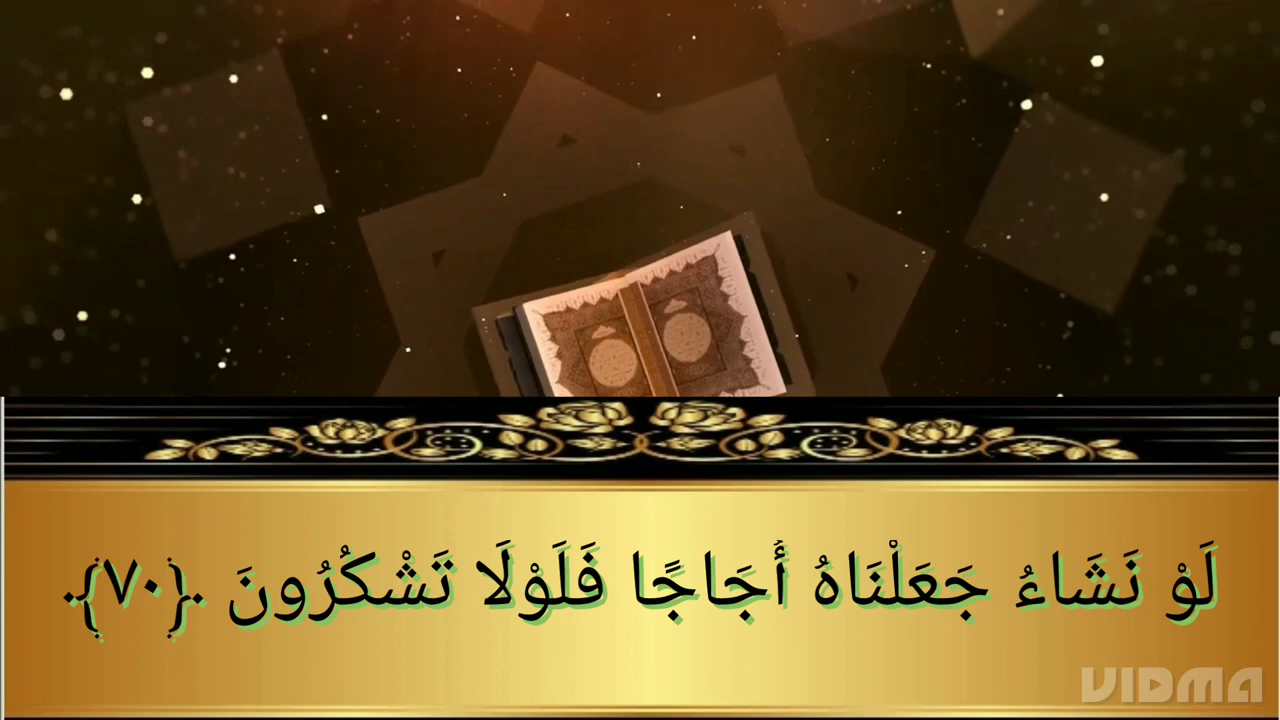 لَوْ نَشَاءُ جَعَلْنَاهُ أُجَاجًا فَلَوْلَا تَشْكُرُونَ .{٧٠}.
VIDMA